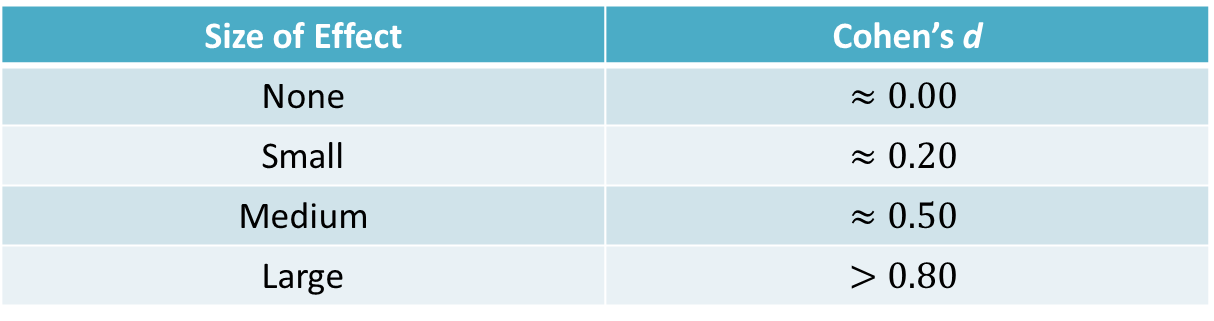 Size of Effect Cohen’s d
None ≈ 0.00
Small ≈ 0.20
Medium ≈ 0.50
Large > 0.80